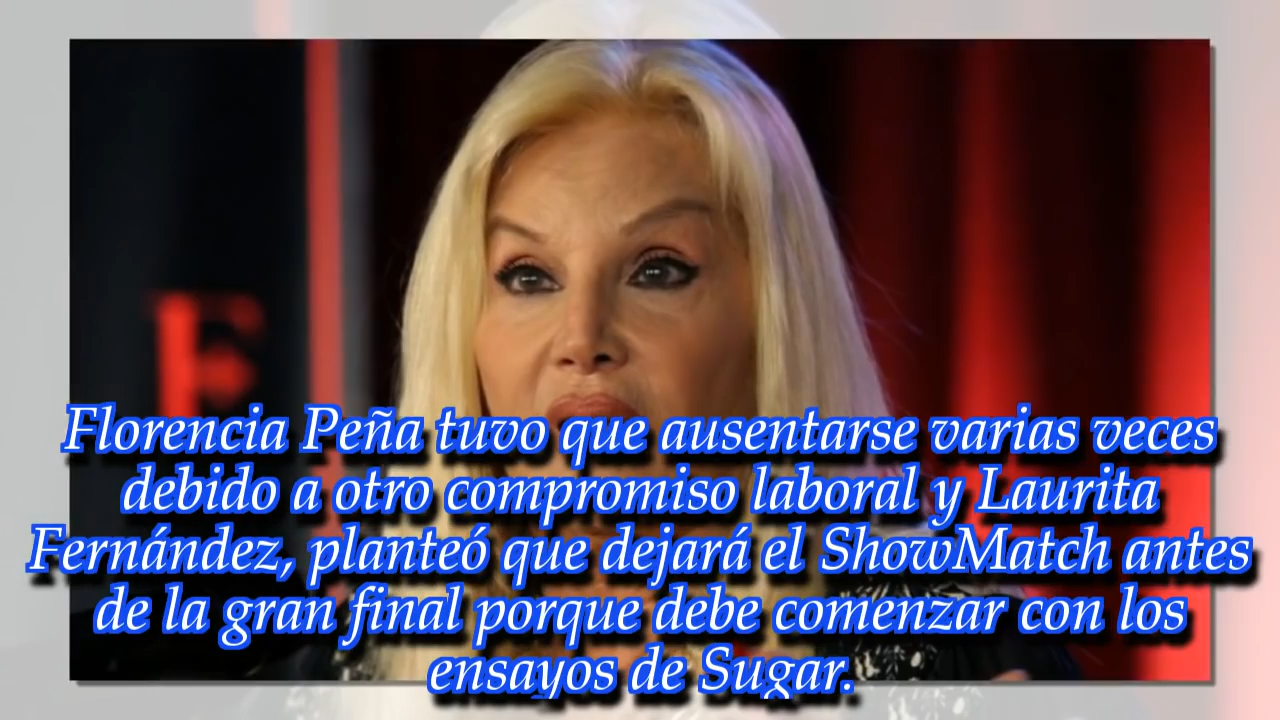 E
Florencia Peña tuvo que ausentarse varias veces
debido a otro compromiso laboral y Laurita
Fernández, planteó que dejará el ShowMatch antes
de la gran final porque debe comenzar con los
ensayos de Sugar.